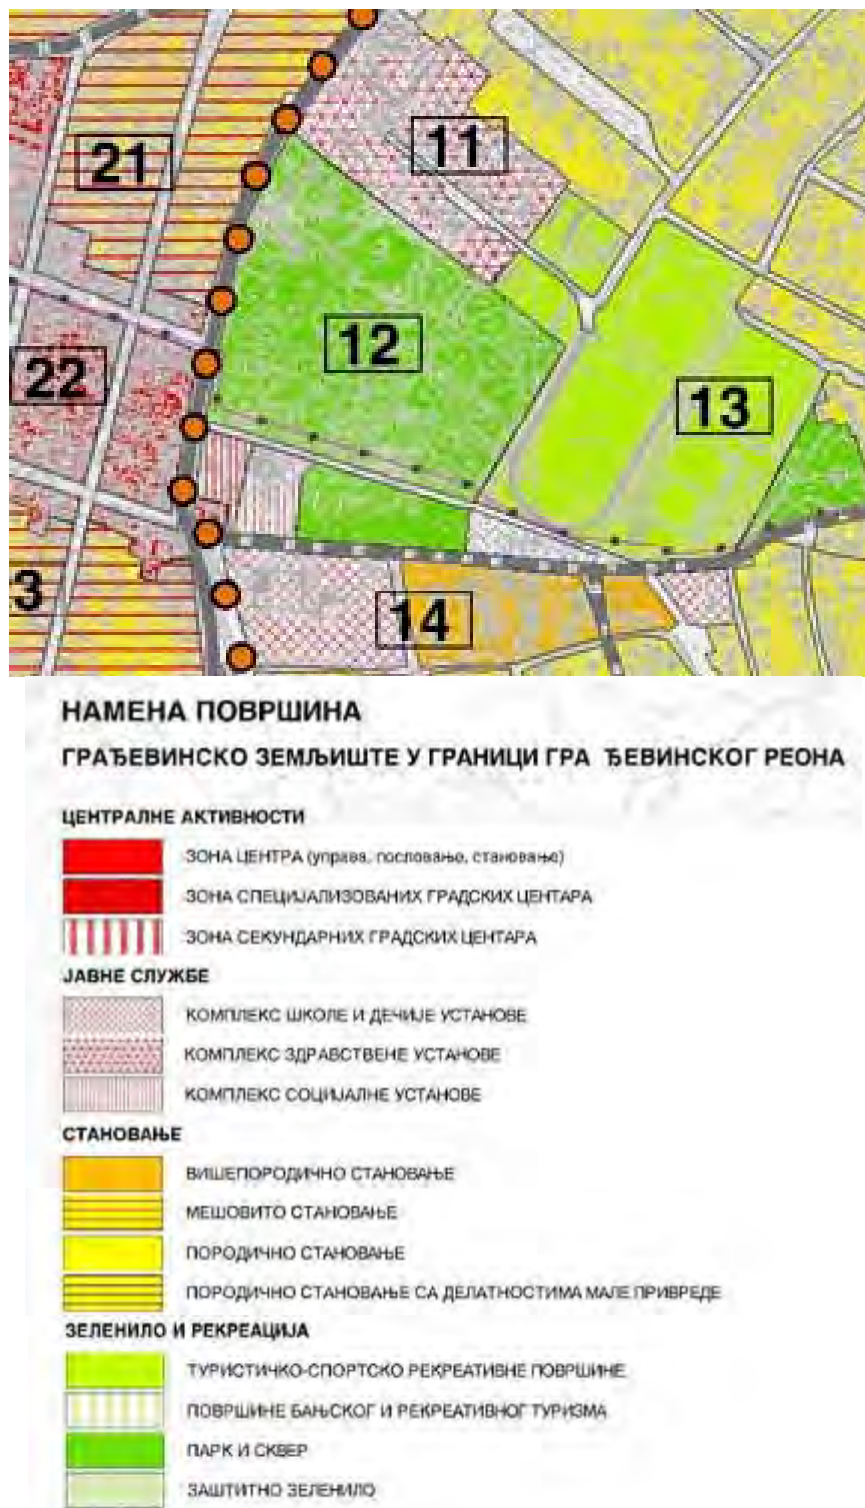 21
11
12
22
13
3
14
НАМЕНА ПОВРШИНА
ГРАЂЕВИНСКО ЗЕМЉИШТЕ У ГРАНИЦИ ГРА ЂЕВИНСКОГ РЕОНА
ЦЕНТРАЛНЕ АКТИВНОСТИ
ЗОНА ЦЕНТРА (управа, пословање, становање)
ЗОНА СПЕЦИЈАЛИЗОВАНИХ ГРАДСКИХ ЦЕНТАРА
ЗОНА СЕКУНДАРНИХ ГРАДСКИХ ЦЕНТАРА
ЈАВНЕ СЛУЖБЕ
КОМПЛЕКС ШКОЛЕ И ДЕЧИЈЕ УСТАНОВЕ
КОМПЛЕКС ЗДРАВСТВЕНЕ УСТАНОВЕ
КОМПЛЕКС СОЦИЈАЛНЕ УСТАНОВЕ
СТАНОВАЊЕ
ВИШЕПОРОДИЧНО СТАНОВАЊЕ
МЕШОВИТО СТАНОВАЊЕ
ПОРОДИЧНО СТАНОВАЊЕ
ПОРОДИЧНО СТАНОВАЊЕ СА ДЕЛАТНОСТИМА МАЛЕ ПРИВРЕДЕ
ЗЕЛЕНИЛО И РЕКРЕАЦИЈА
ТУРИСТИЧКО-СПОРТСКО РЕКРЕАТИВНЕ ПОВРШИНЕ
ПОВРШИНЕ БАЊСКОГ И РЕКРЕАТИВНОГ ТУРИЗМА
ПАРК И СКВЕР
ЗАШТИТНО ЗЕЛЕНИЛО